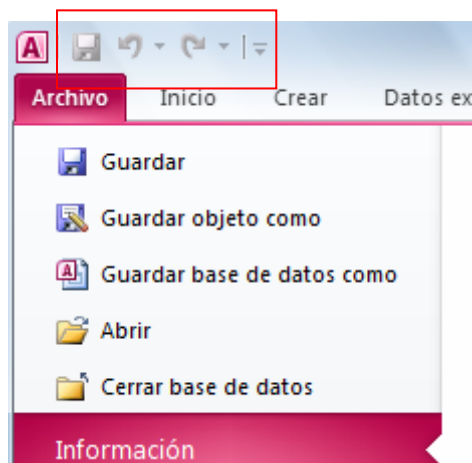 A
Archivo Inicio Crear Datos ex
Guardar
Guardar objeto como
Guardar base de datos como
Abrir
Cerrar base de datos
Información